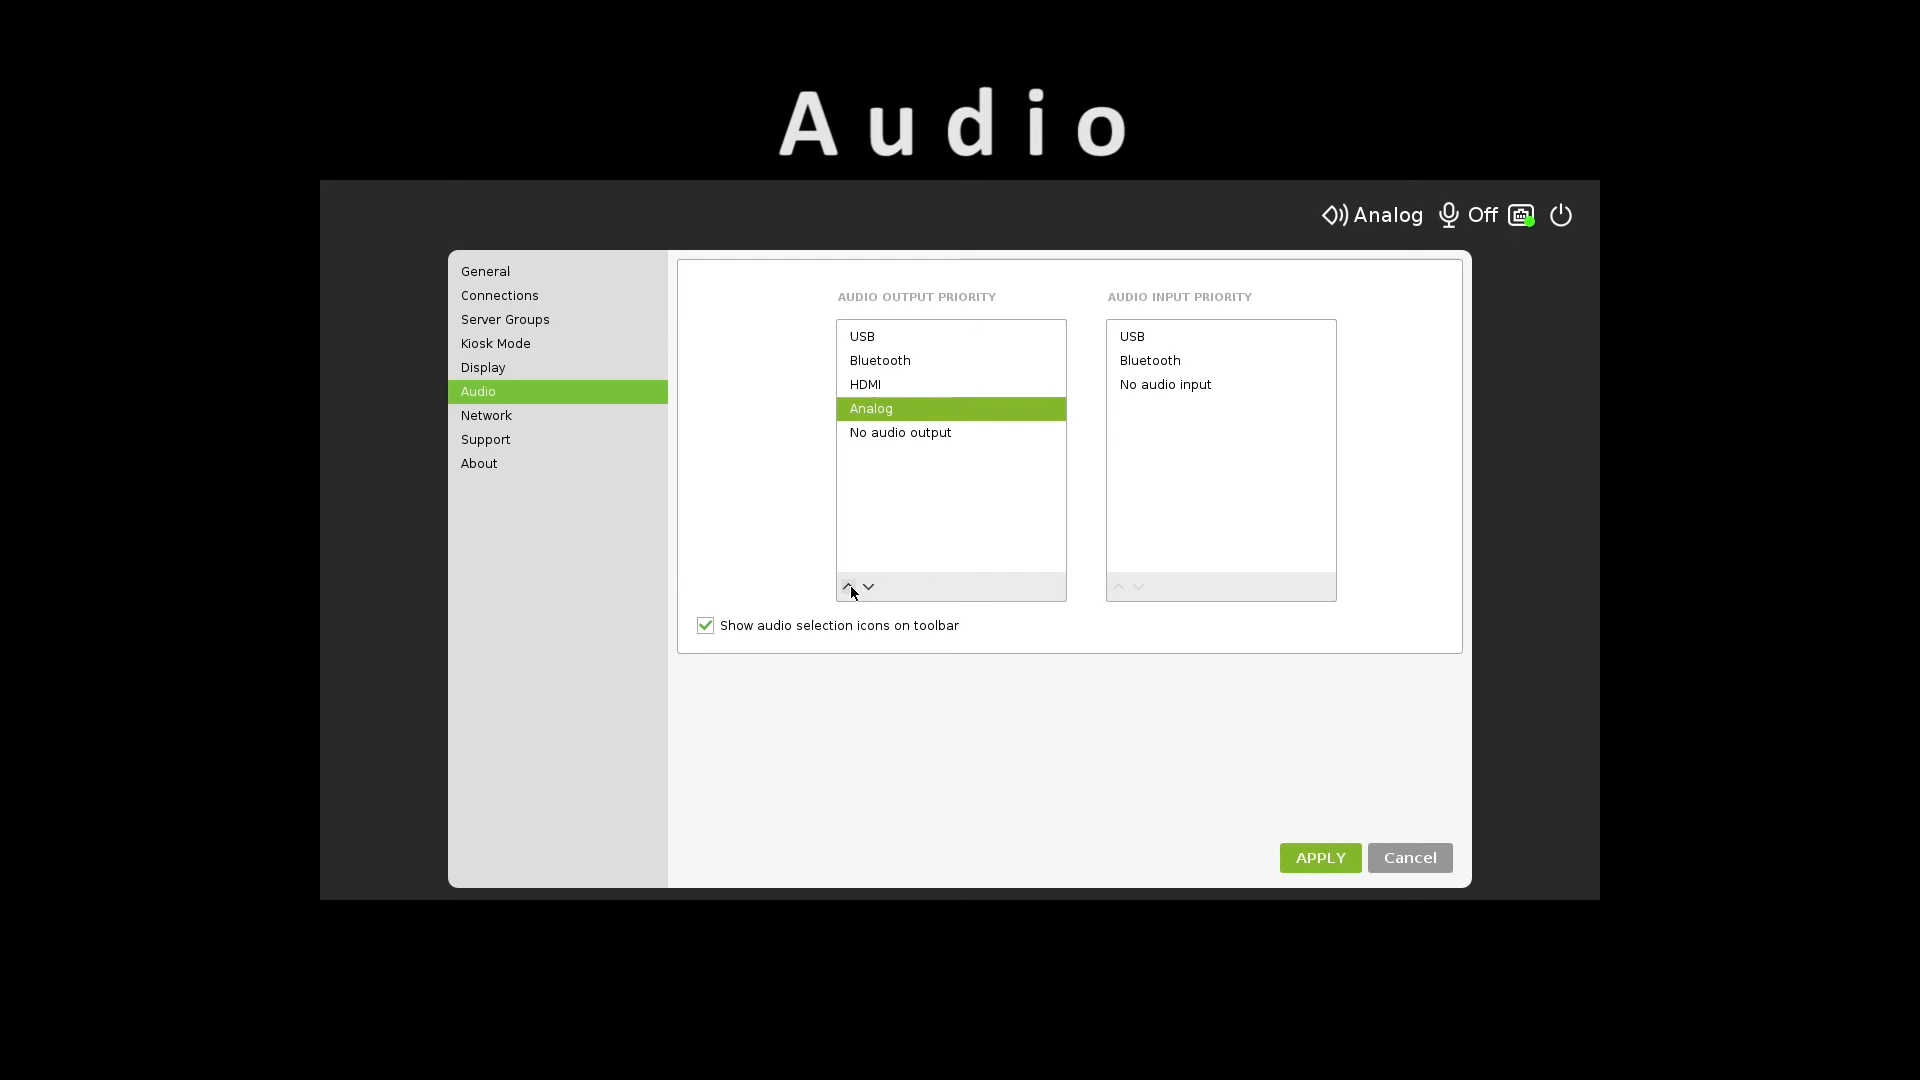 Audio
Analog Off
General
Connections
Server Groups
Kiosk Mode
Display
Audio
Network
Support
About
AUDIO OUTPUT PRIORITY
USB
Bluetooth
HDMI
Analog
No audio output
AUDIO INPUT PRIORITY
USB
Bluetooth
No audio input
Show audio selection icons on toolbar
APPLY Cancel